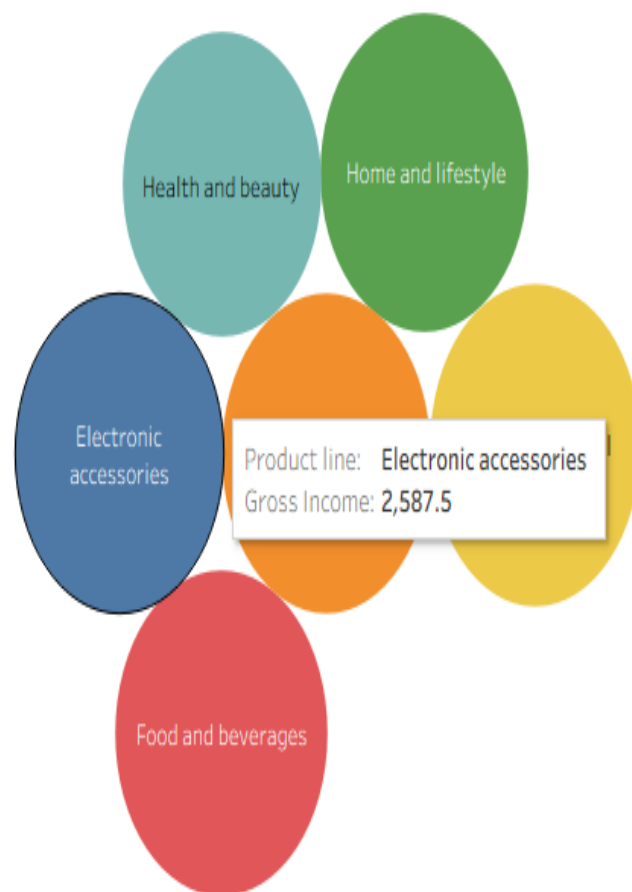 Home and lifestyle
Health and beauty
Electronic
accessories
Product line: Electronic accessories
Gross Income: 2,587.5
Food and beverages